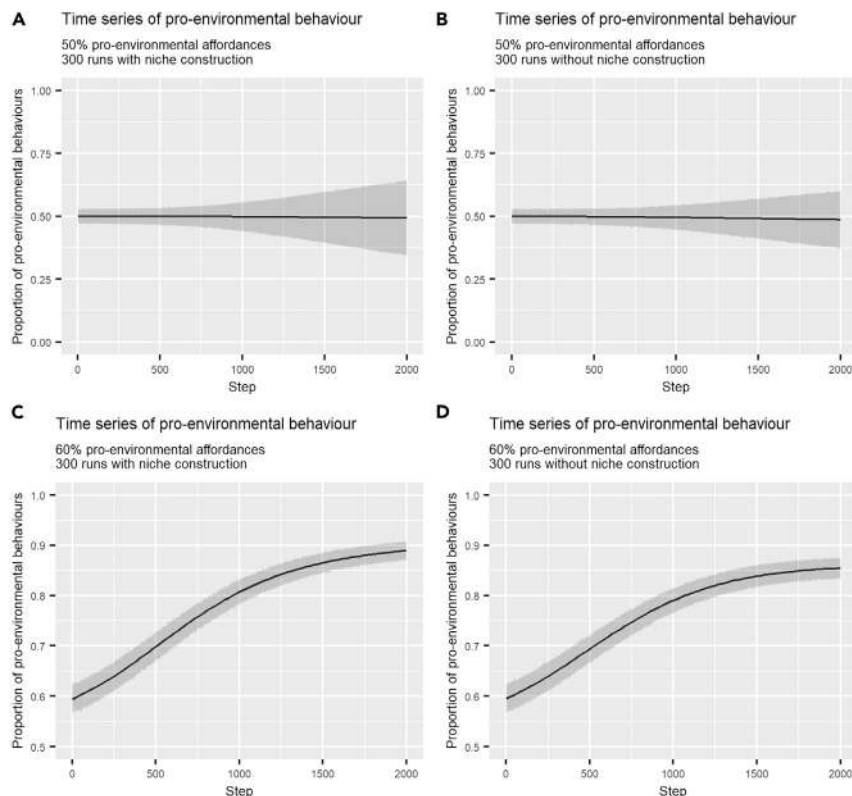 A
Time series of pro-environmental behaviour
50% pro-environmental affordances
300 runs with niche construction
Proportion of pro-environmental behaviours
1.00
0.75
0.50
0.25
0.00
0
500
1000
1500
2000
Step
B
Time series of pro-environmental behaviour
50% pro-environmental affordances
300 runs without niche construction
Proportion of pro-environmental behaviours
1.00
0.75
0.50
0.25
0.00
0
500
1000
1500
2000
Step
C
Time series of pro-environmental behaviour
60% pro-environmental affordances
300 runs with niche construction
Proportion of pro-environmental behaviours
1.0
0.9
0.8
0.7
0.6
0.5
0
500
1000
1500
2000
Step
D
Time series of pro-environmental behaviour
60% pro-environmental affordances
300 runs without niche construction
Proportion of pro-environmental behaviours
1.0
0.9
0.8
0.7
0.6
0.5
0
500
1000
1500
2000
Step